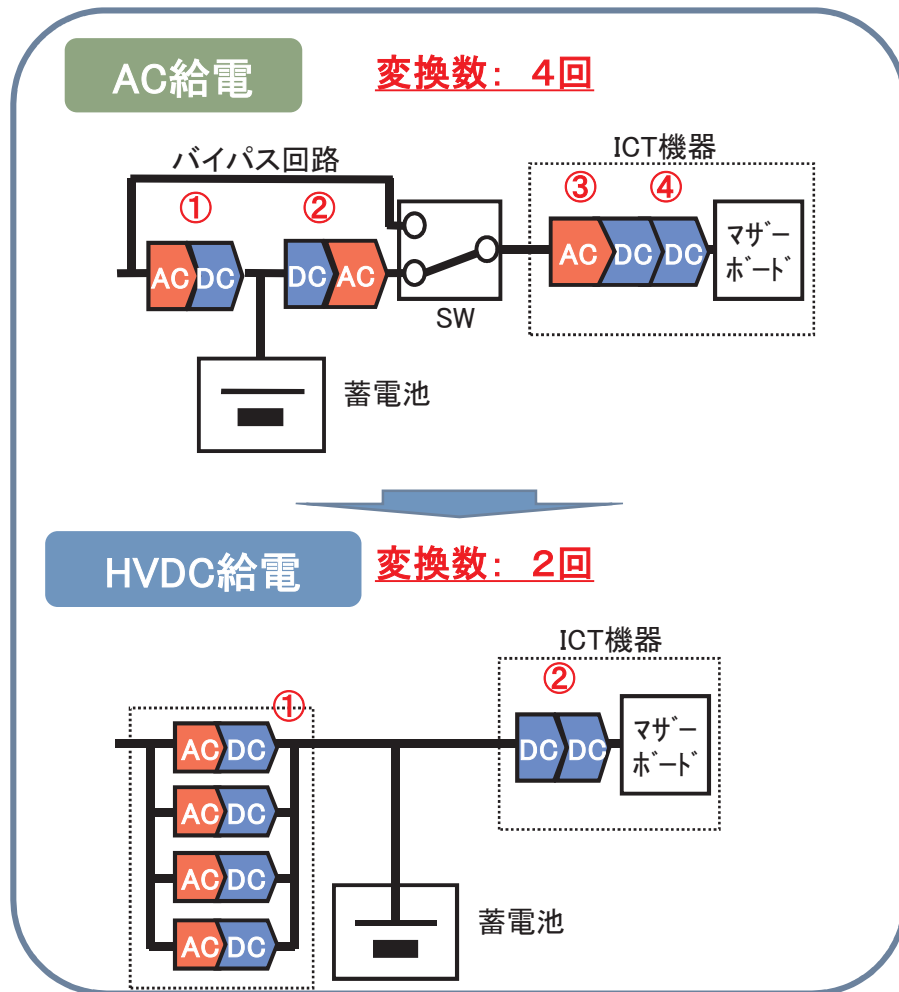 AC給電
変換数: 4回
バイパス回路
ICT機器
①
②
③
④
AC DC
DC AC
AC DC DC
マザー
ボード
SW
蓄電池
HVDC給電
変換数: 2回
ICT機器
①
②
AC DC
DC DC
マザー
ボード
AC DC
AC DC
AC DC
蓄電池